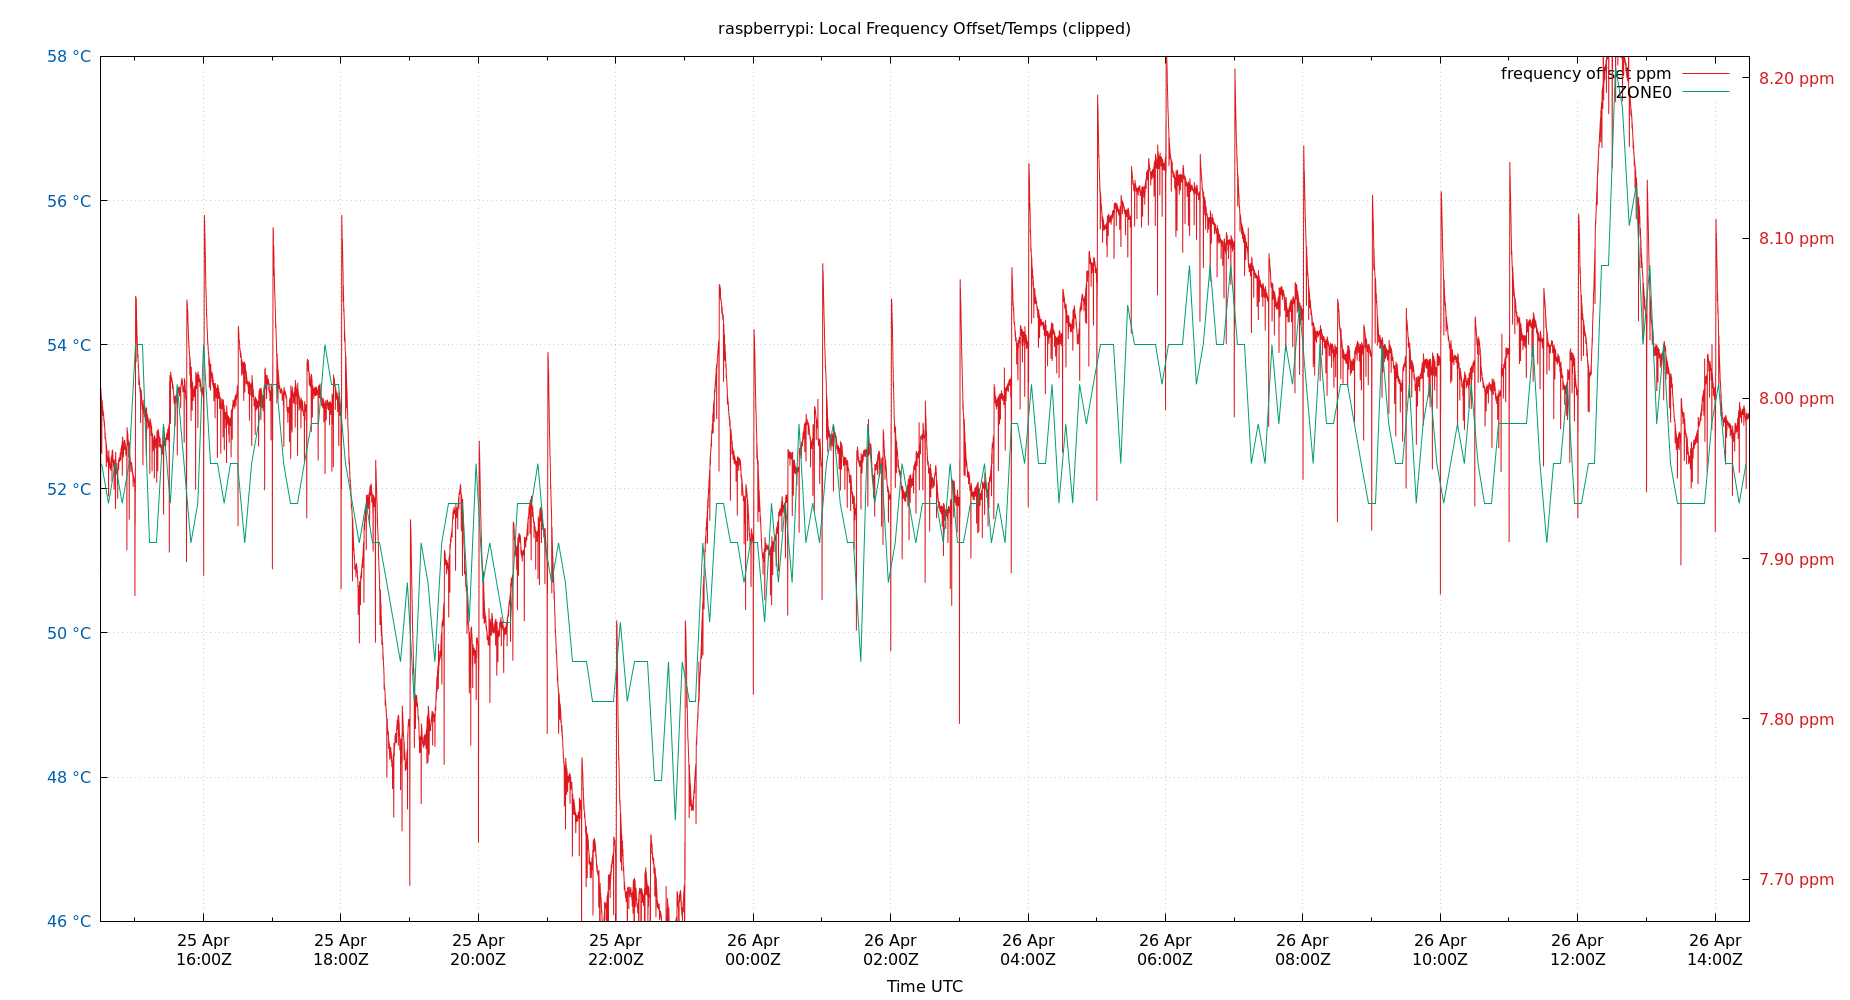 raspberrypi: Local Frequency Offset/Temps (clipped)
58 °C
56 °C
54 °C
52 °C
50 °C
48 °C
46 °C
frequency offset ppm
ZONE0
8.20 ppm
8.10 ppm
8.00 ppm
7.90 ppm
7.80 ppm
7.70 ppm
25 Apr 25 Apr 25 Apr 25 Apr 26 Apr 26 Apr 26 Apr 26 Apr 26 Apr 26 Apr 26 Apr 26 Apr
16:00Z 18:00Z 20:00Z 22:00Z 00:00Z 02:00Z 04:00Z 06:00Z 08:00Z 10:00Z 12:00Z 14:00Z
Time UTC